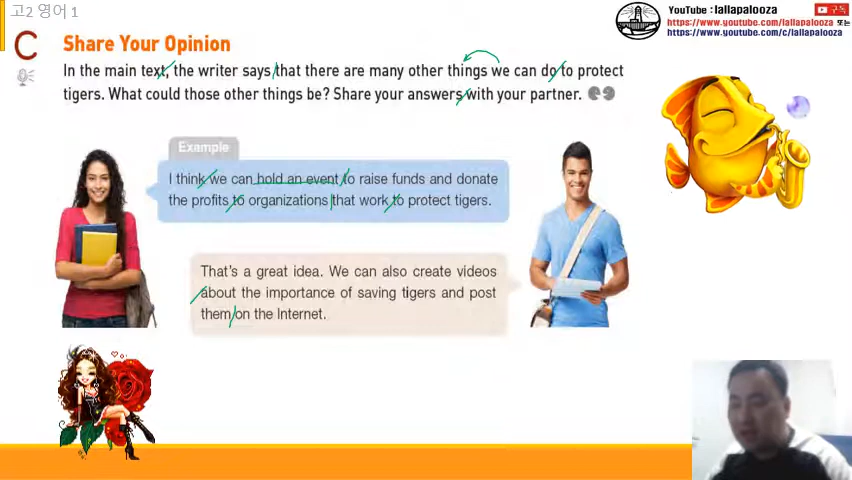 고2 영어 1
YouTube : lallapalooza
구독
https://www.youtube.com/lallapalooza 또는
https://www.youtube.com/c/lallapalooza
C Share Your Opinion
In the main text, the writer says that there are many other things we can do to protect
tigers. What could those other things be? Share your answers with your partner.
Example
I think we can hold an event to raise funds and donate
the profits to organizations that work to protect tigers.
That's a great idea. We can also create videos
about the importance of saving tigers and post
them on the Internet.